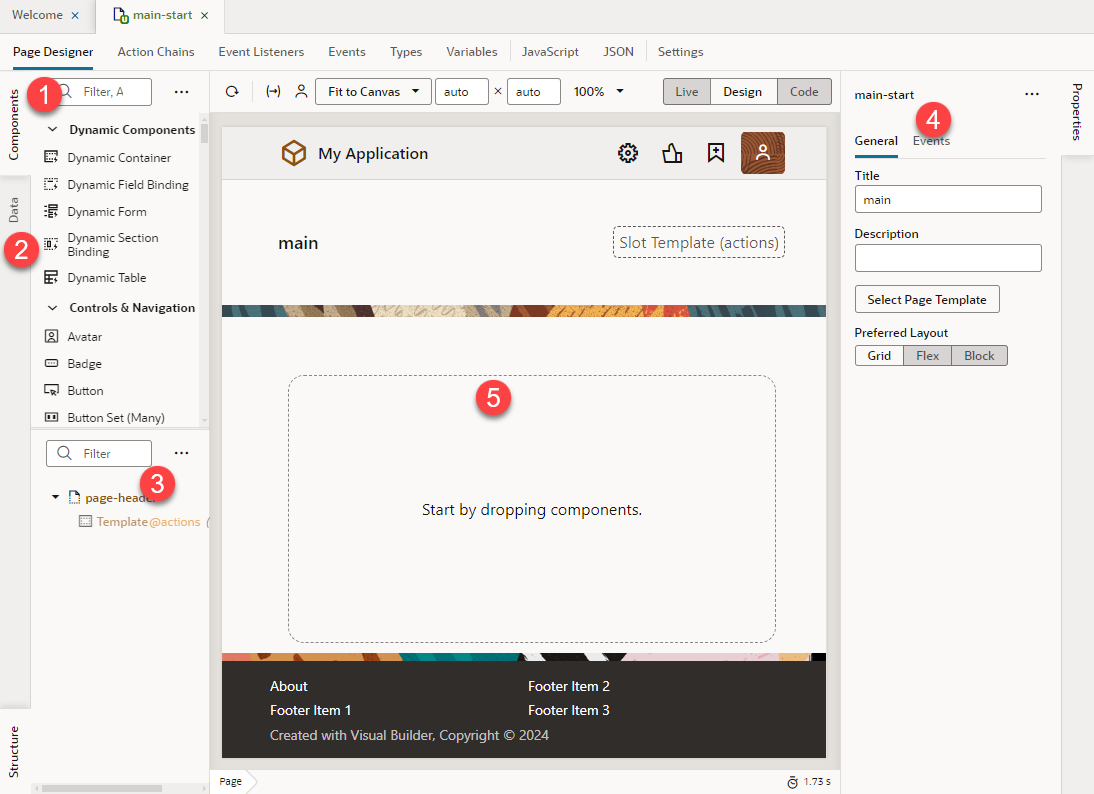 Welcome ×
main-start ×
Page Designer
Action Chains
Event Listeners
Events
Types
Variables
JavaScript
JSON
Settings
Components
1
Filter, A
Dynamic Components
Dynamic Container
Dynamic Field Binding
Dynamic Form
Dynamic Section
Binding
Dynamic Table
Controls & Navigation
Avatar
Badge
Button
Button Set (Many)
Data
2
Filter
3
page-header
Template@actions (
Structure
Fit to Canvas
auto × auto
100%
Live
Design
Code
My Application
main
Slot Template (actions)
5
Start by dropping components.
About
Footer Item 2
Footer Item 1
Footer Item 3
Created with Visual Builder, Copyright © 2024
Page
1.73 s
main-start
4
General
Events
Title
main
Description
Select Page Template
Preferred Layout
Grid
Flex
Block
Properties